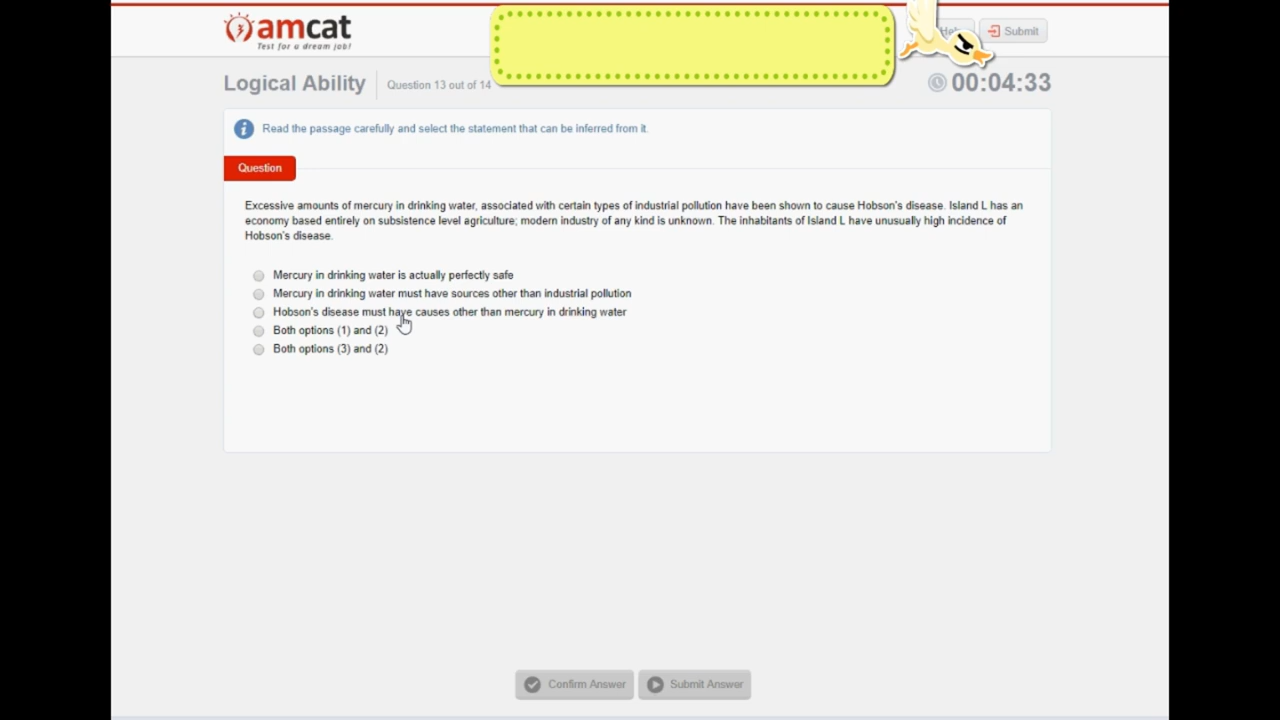 amcat
Test for a dream job!
Submit
Logical Ability
Question 13 out of 14
00:04:33
Read the passage carefully and select the statement that can be inferred from it.
Question
Excessive amounts of mercury in drinking water, associated with certain types of industrial pollution have been shown to cause Hobson's disease. Island L has an
economy based entirely on subsistence level agriculture; modern industry of any kind is unknown. The inhabitants of Island L have unusually high incidence of
Hobson's disease.
Mercury in drinking water is actually perfectly safe
Mercury in drinking water must have sources other than industrial pollution
Hobson's disease must have causes other than mercury in drinking water
Both options (1) and (2)
Both options (3) and (2)
Confirm Answer
Submit Answer